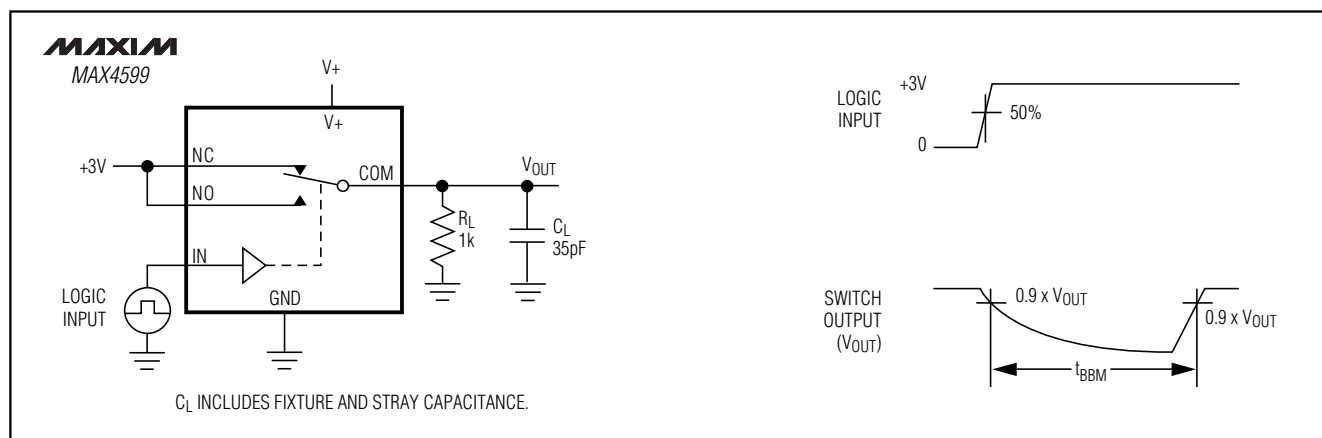 MAXIM
MAX4599
V+
V+
+3V
NC
NO
COM
VOUT
RL
1k
CL
35pF
IN
GND
LOGIC
INPUT
CL INCLUDES FIXTURE AND STRAY CAPACITANCE.
LOGIC
INPUT
+3V
0
50%
SWITCH
OUTPUT
(VOUT)
0.9 x VOUT
0.9 x VOUT
tBBM